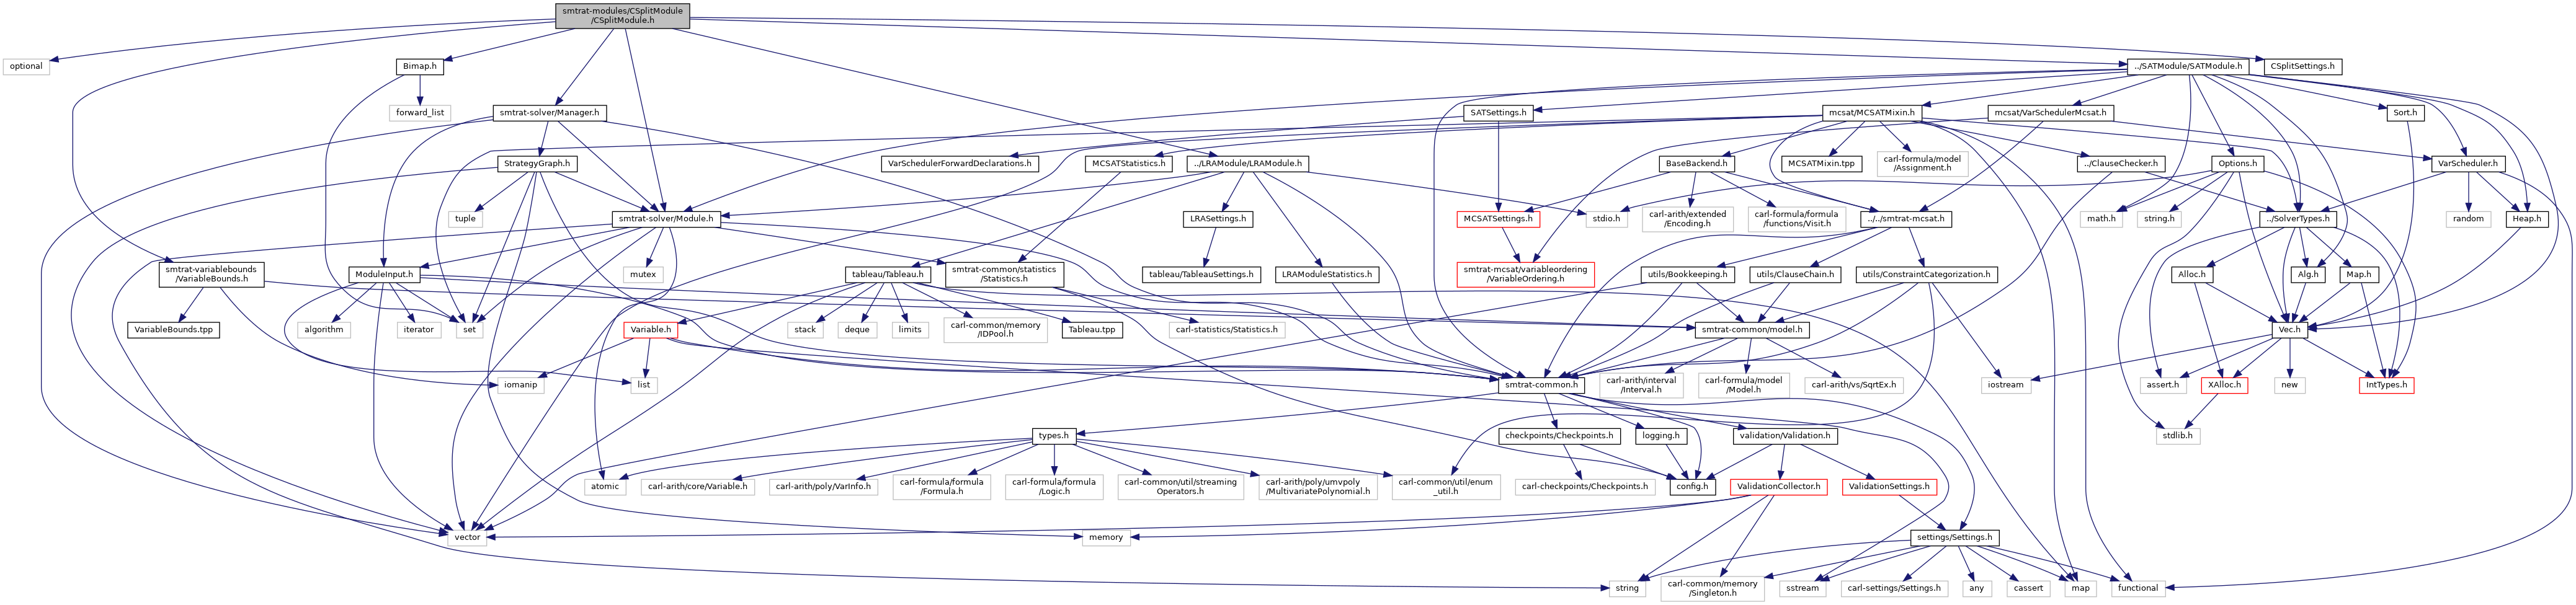 smtrat-modules/CSplitModule
/CSplitModule.h
optional
Bimap.h
../SATModule/SATModule.h
CSplitSettings.h
forward_list
smtrat-solver/Manager.h
SATSettings.h
mcsat/MCSATMixin.h
mcsat/VarSchedulerMcsat.h
Sort.h
StrategyGraph.h
VarSchedulerForwardDeclarations.h
MCSATStatistics.h
../LRAModule/LRAModule.h
BaseBackend.h
MCSATMixin.tpp
carl-formula/model
/Assignment.h
../ClauseChecker.h
Options.h
VarScheduler.h
tuple
smtrat-solver/Module.h
LRASettings.h
stdio.h
MCSATSettings.h
carl-arith/extended
/Encoding.h
carl-formula/formula
/functions/Visit.h
../../smtrat-mcsat.h
math.h
string.h
../SolverTypes.h
random
Heap.h
smtrat-variablebounds
/VariableBounds.h
ModuleInput.h
mutex
tableau/Tableau.h
smtrat-common/statistics
/Statistics.h
tableau/TableauSettings.h
LRAModuleStatistics.h
smtrat-mcsat/variableordering
/VariableOrdering.h
utils/Bookkeeping.h
utils/ClauseChain.h
utils/ConstraintCategorization.h
Alloc.h
Alg.h
Map.h
VariableBounds.tpp
algorithm
iterator
set
Variable.h
stack
deque
limits
carl-common/memory
/IDPool.h
Tableau.tpp
carl-statistics/Statistics.h
smtrat-common/model.h
Vec.h
iomanip
list
smtrat-common.h
carl-arith/interval
/Interval.h
carl-formula/model
/Model.h
carl-arith/vs/SqrtEx.h
iostream
assert.h
XAlloc.h
new
IntTypes.h
types.h
checkpoints/Checkpoints.h
logging.h
validation/Validation.h
stdlib.h
atomic
carl-arith/core/Variable.h
carl-arith/poly/VarInfo.h
carl-formula/formula
/Formula.h
carl-formula/formula
/Logic.h
carl-common/util/streaming
Operators.h
carl-arith/poly/umvpoly
/MultivariatePolynomial.h
carl-common/util/enum
_util.h
carl-checkpoints/Checkpoints.h
config.h
ValidationCollector.h
ValidationSettings.h
vector
memory
settings/Settings.h
string
carl-common/memory
/Singleton.h
sstream
carl-settings/Settings.h
any
cassert
map
functional